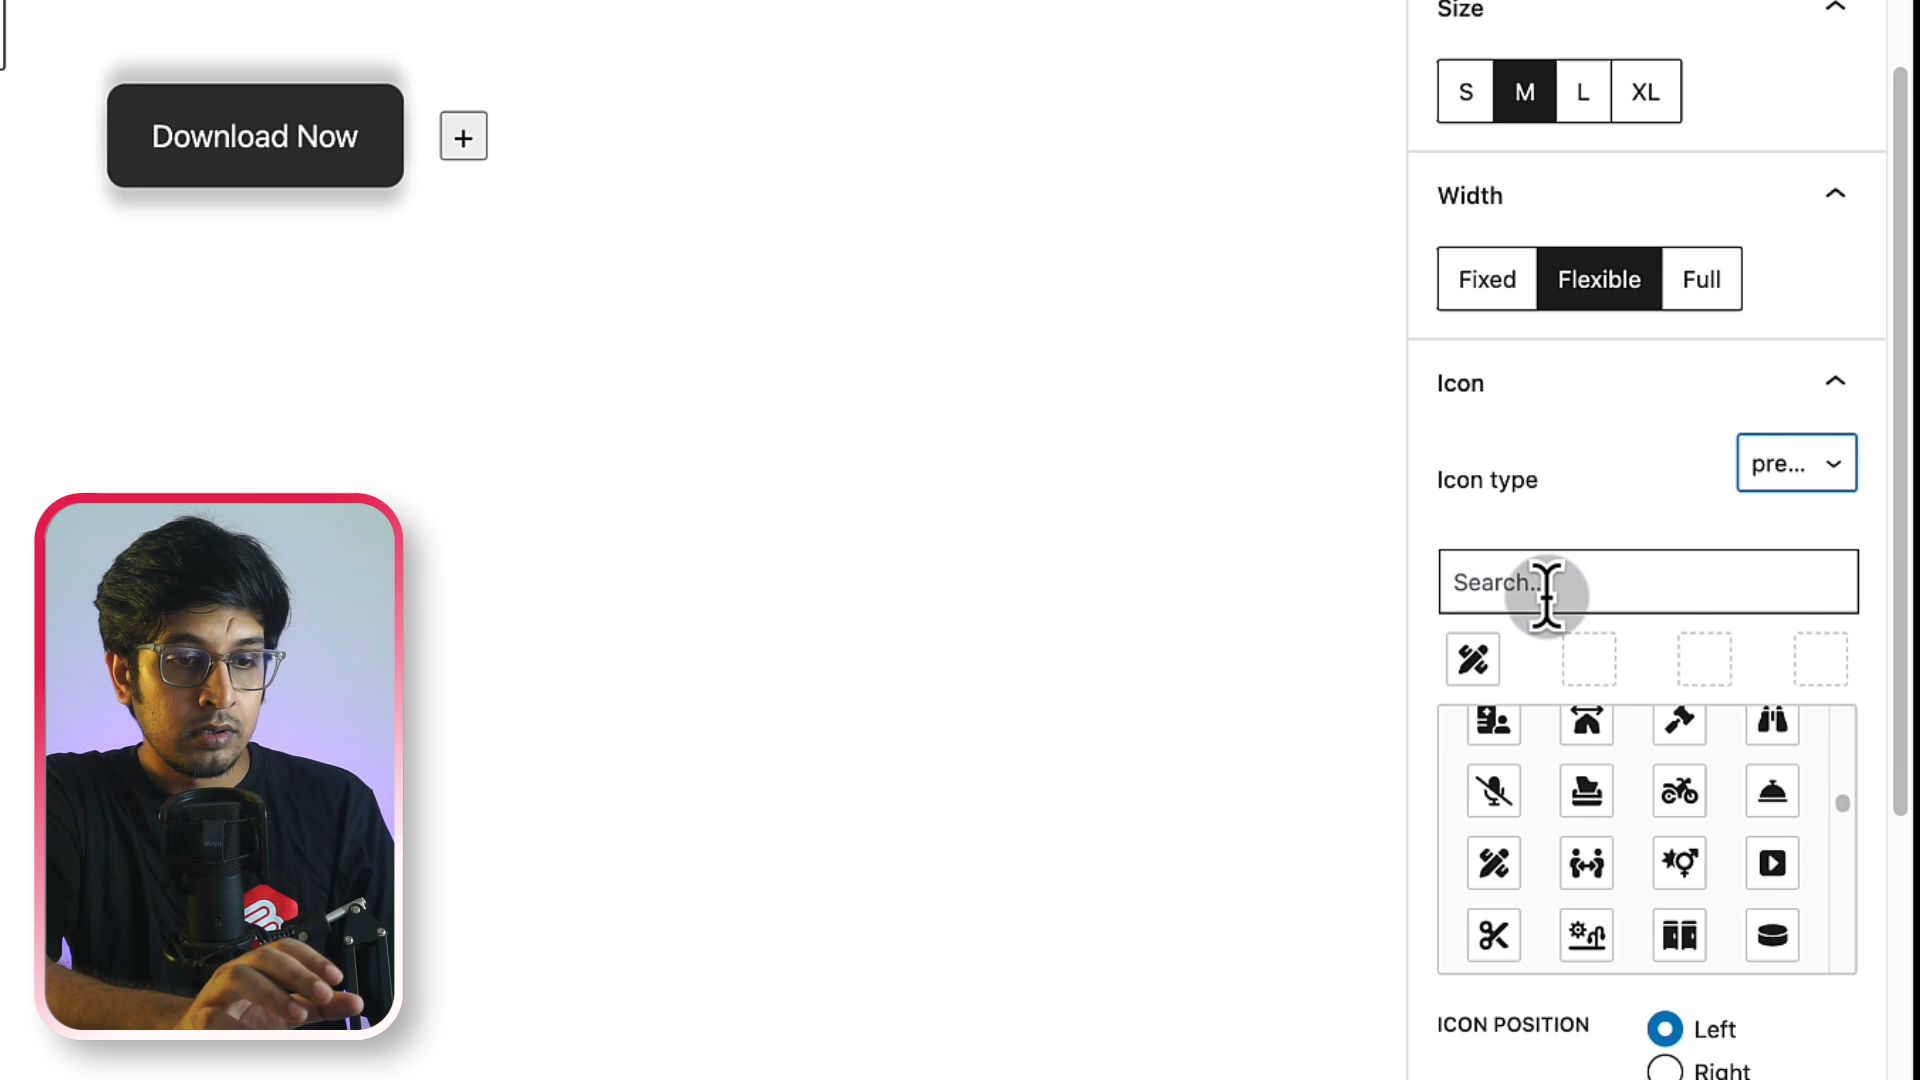 Size
S M L XL
Download Now
+
Width
Fixed Flexible Full
Icon
Icon type
pre...
Search..
ICON POSITION
Left
Right